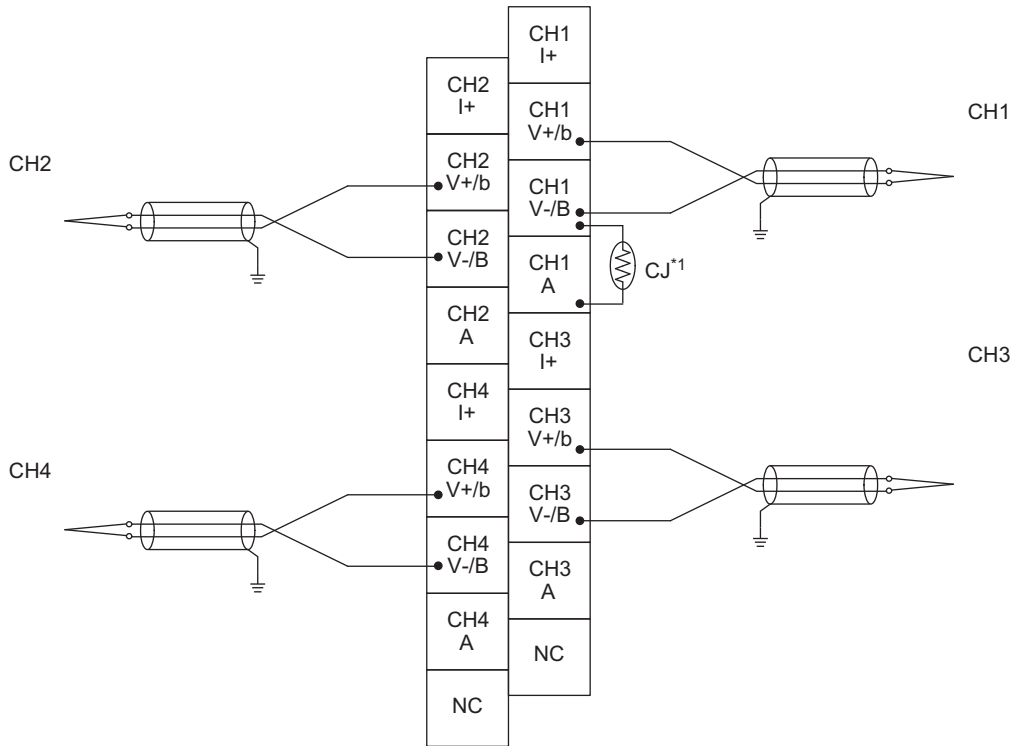 CH1
I+
CH2
I+
CH1
V+/b
CH1
CH2
CH2
V+/b
CH1
V-/B
CH2
V-/B
CH1
A
CJ*1
CH2
A
CH3
I+
CH3
CH4
I+
CH3
V+/b
CH4
CH4
V+/b
CH3
V-/B
CH4
V-/B
CH3
A
CH4
A
NC
NC